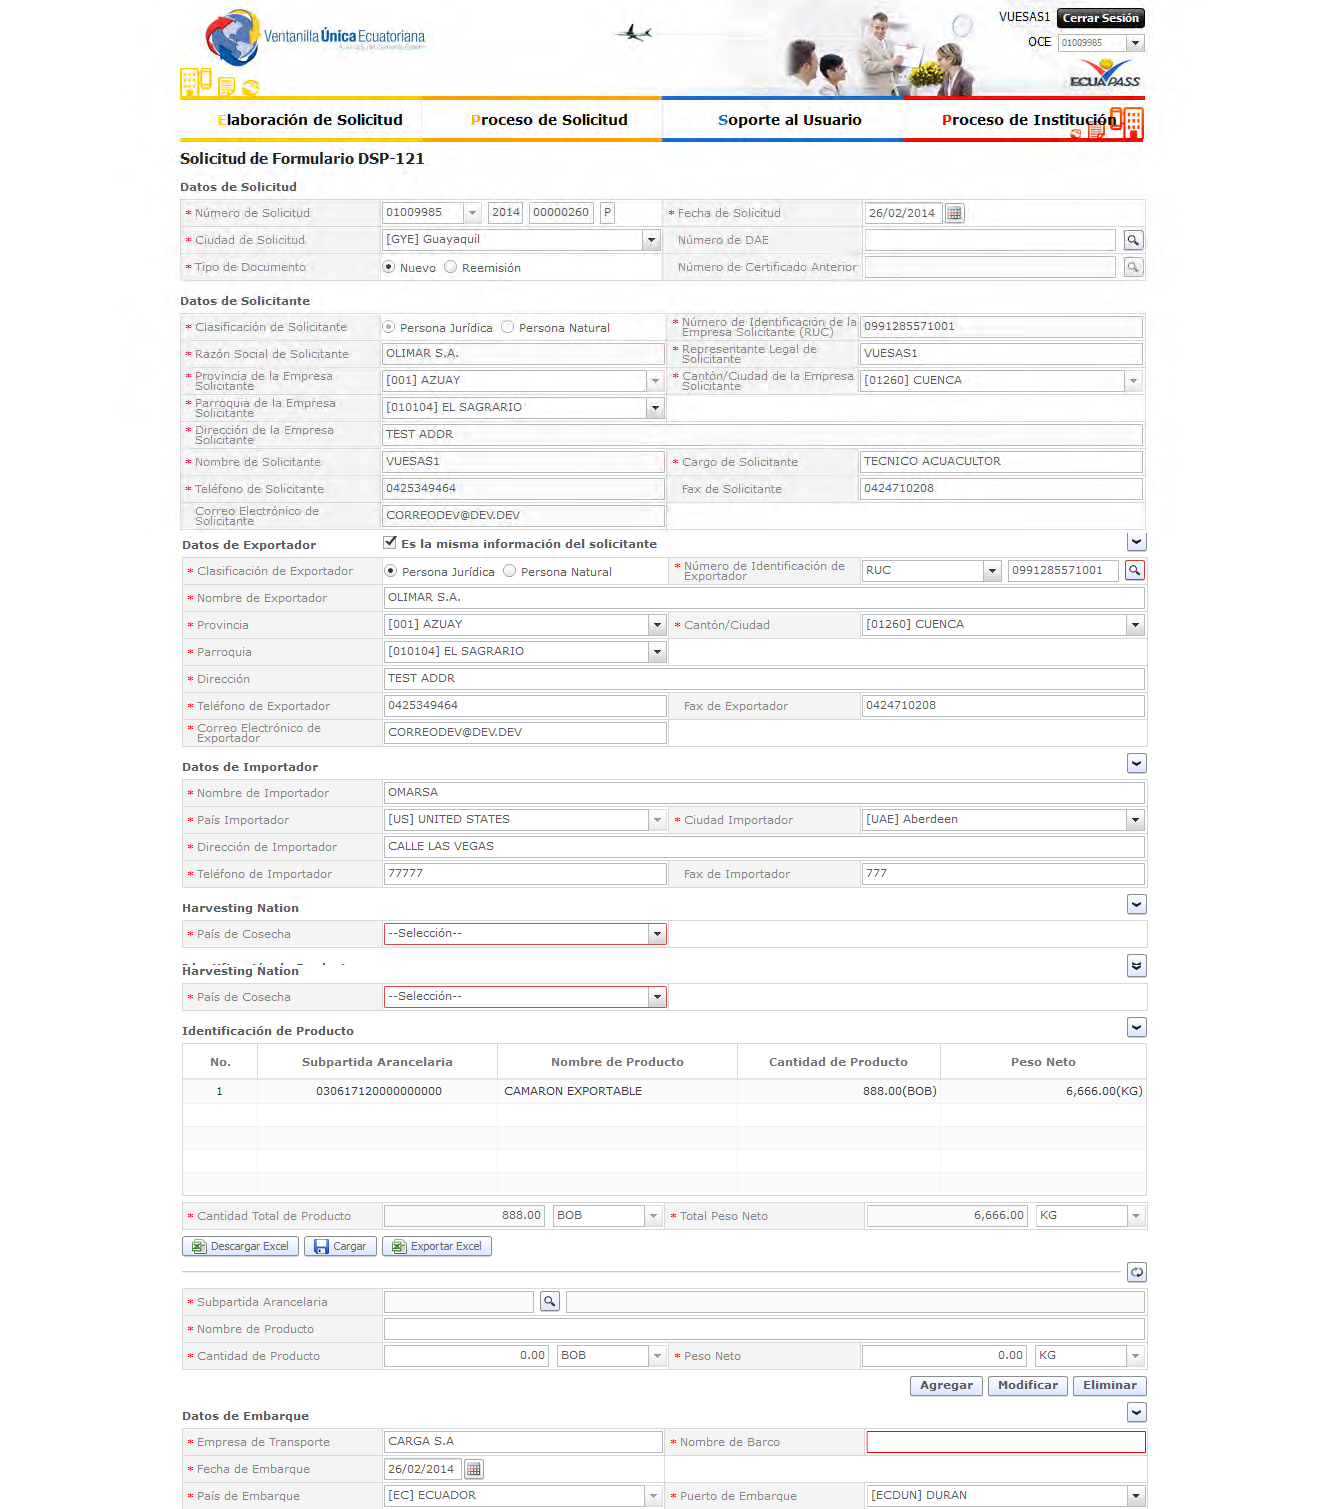 Ventanilla Única Ecuatoriana
VUESAS1 Cerrar Sesión
OCE 01009985
ECUAPASS
Elaboración de Solicitud Proceso de Solicitud Soporte al Usuario Proceso de Institución
Solicitud de Formulario DSP-121
Datos de Solicitud
* Número de Solicitud 01009985 2014 00000260 P * Fecha de Solicitud 26/02/2014
* Ciudad de Solicitud [GYE] Guayaquil Número de DAE
* Tipo de Documento Nuevo Reemisión Número de Certificado Anterior
Datos de Solicitante
* Clasificación de Solicitante Persona Jurídica Persona Natural * Número de Identificación de la Empresa Solicitante (RUC) 0991285571001
* Razón Social de Solicitante OLIMAR S.A. * Representante Legal de Solicitante VUESAS1
* Provincia de la Empresa Solicitante [001] AZUAY * Cantón/Ciudad de la Empresa Solicitante [01260] CUENCA
* Parroquia de la Empresa Solicitante [010104] EL SAGRARIO
* Dirección de la Empresa Solicitante TEST ADDR
* Nombre de Solicitante VUESAS1 * Cargo de Solicitante TECNICO ACUACULTOR
* Teléfono de Solicitante 0425349464 Fax de Solicitante 0424710208
Correo Electrónico de Solicitante CORREODEV@DEV.DEV
Datos de Exportador Es la misma información del solicitante
* Clasificación de Exportador Persona Jurídica Persona Natural * Número de Identificación de Exportador RUC 0991285571001
* Nombre de Exportador OLIMAR S.A.
* Provincia [001] AZUAY * Cantón/Ciudad [01260] CUENCA
* Parroquia [010104] EL SAGRARIO
* Dirección TEST ADDR
* Teléfono de Exportador 0425349464 Fax de Exportador 0424710208
* Correo Electrónico de Exportador CORREODEV@DEV.DEV
Datos de Importador
* Nombre de Importador OMARSA
* País Importador [US] UNITED STATES * Ciudad Importador [UAE] Aberdeen
* Dirección de Importador CALLE LAS VEGAS
* Teléfono de Importador 77777 Fax de Importador 777
Harvesting Nation
* País de Cosecha --Selección--
Harvesting Nation
* País de Cosecha --Selección--
Identificación de Producto
No. Subpartida Arancelaria Nombre de Producto Cantidad de Producto Peso Neto
1 030617120000000000 CAMARON EXPORTABLE 888.00(BOB) 6,666.00(KG)
* Cantidad Total de Producto 888.00 BOB * Total Peso Neto 6,666.00 KG
Descargar Excel Cargar Exportar Excel
* Subpartida Arancelaria
* Nombre de Producto
* Cantidad de Producto 0.00 BOB * Peso Neto 0.00 KG
Agregar Modificar Eliminar
Datos de Embarque
* Empresa de Transporte CARGA S.A * Nombre de Barco
* Fecha de Embarque 26/02/2014
* País de Embarque [EC] ECUADOR * Puerto de Embarque [ECDUN] DURAN